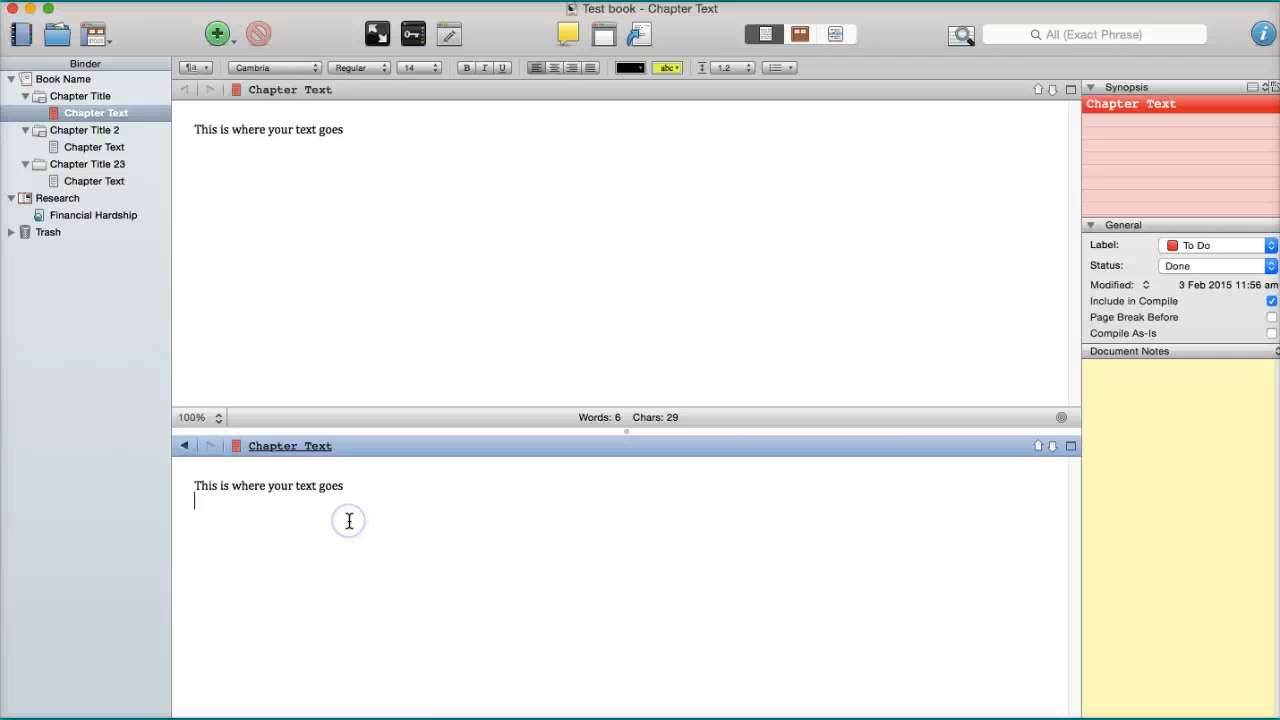 Test book - Chapter Text
All (Exact Phrase)
Binder
Cambria Regular 14 B I U abc 1.2
Book Name
Chapter Title
Chapter Text
Chapter Title 2
Chapter Text
Chapter Title 23
Chapter Text
Research
Financial Hardship
Trash
Chapter Text
This is where your text goes
100% Words: 6 Chars: 29
Chapter Text
This is where your text goes
Synopsis
Chapter Text
General
Label: To Do
Status: Done
Modified: 3 Feb 2015 11:56 am
Include in Compile
Page Break Before
Compile As-Is
Document Notes